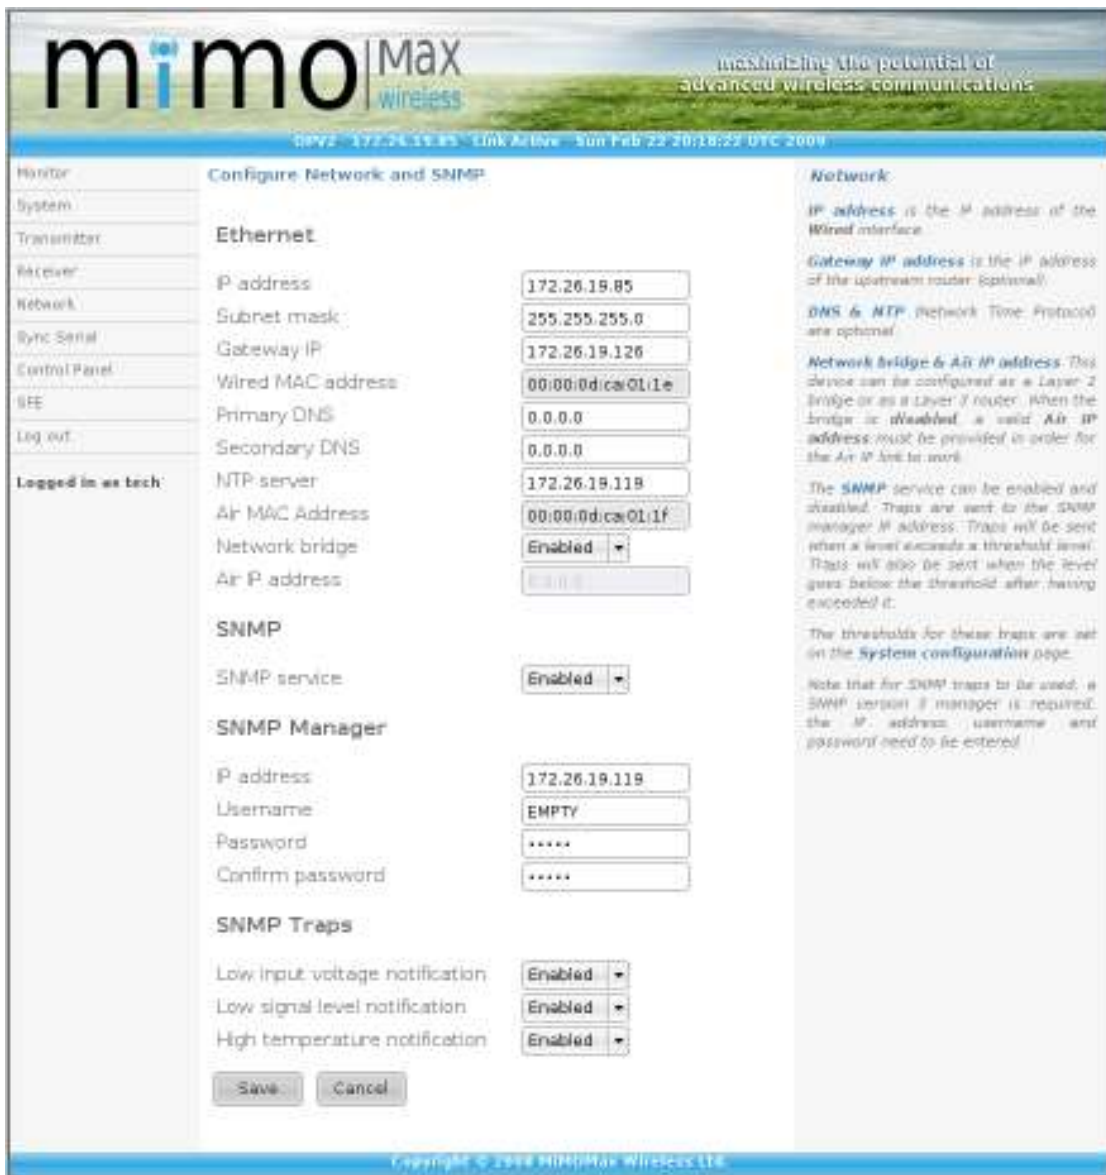 mimo Max wireless
maximizing the potential of
advanced wireless communications
OPV2 172.26.19.85 Link Active Sun Feb 22 20:18:22 UTC 2009
Monitor
System
Transmitter
Receiver
Network
Sync Serial
Control Panel
SFE
Log out
Logged in as tech
Configure Network and SNMP
Ethernet
IP address 172.26.19.85
Subnet mask 255.255.255.0
Gateway IP 172.26.19.126
Wired MAC address 00:00:0d:ca:01:1e
Primary DNS 0.0.0.0
Secondary DNS 0.0.0.0
NTP server 172.26.19.119
Air MAC Address 00:00:0d:ca:01:1f
Network bridge Enabled
Air IP address 0.0.0.0
SNMP
SNMP service Enabled
SNMP Manager
IP address 172.26.19.119
Username EMPTY
Password •••••
Confirm password •••••
SNMP Traps
Low input voltage notification Enabled
Low signal level notification Enabled
High temperature notification Enabled
Save Cancel
Network
IP address is the IP address of the
Wired interface.
Gateway IP address is the IP address
of the upstream router (optional).
DNS & NTP (Network Time Protocol)
are optional.
Network bridge & Air IP address This
device can be configured as a Layer 2
bridge or as a Layer 3 router. When the
bridge is disabled, a valid Air IP
address must be provided in order for
the Air IP link to work.
The SNMP service can be enabled and
disabled. Traps are sent to the SNMP
manager IP address. Traps will be sent
when a level exceeds a threshold level.
Traps will also be sent when the level
goes below the threshold after having
exceeded it.
The thresholds for these traps are set
on the System configuration page.
Note that for SNMP traps to be used, a
SNMP version 3 manager is required,
the IP address, username and
password need to be entered.
Copyright © 2008 MIMOMax Wireless Ltd.